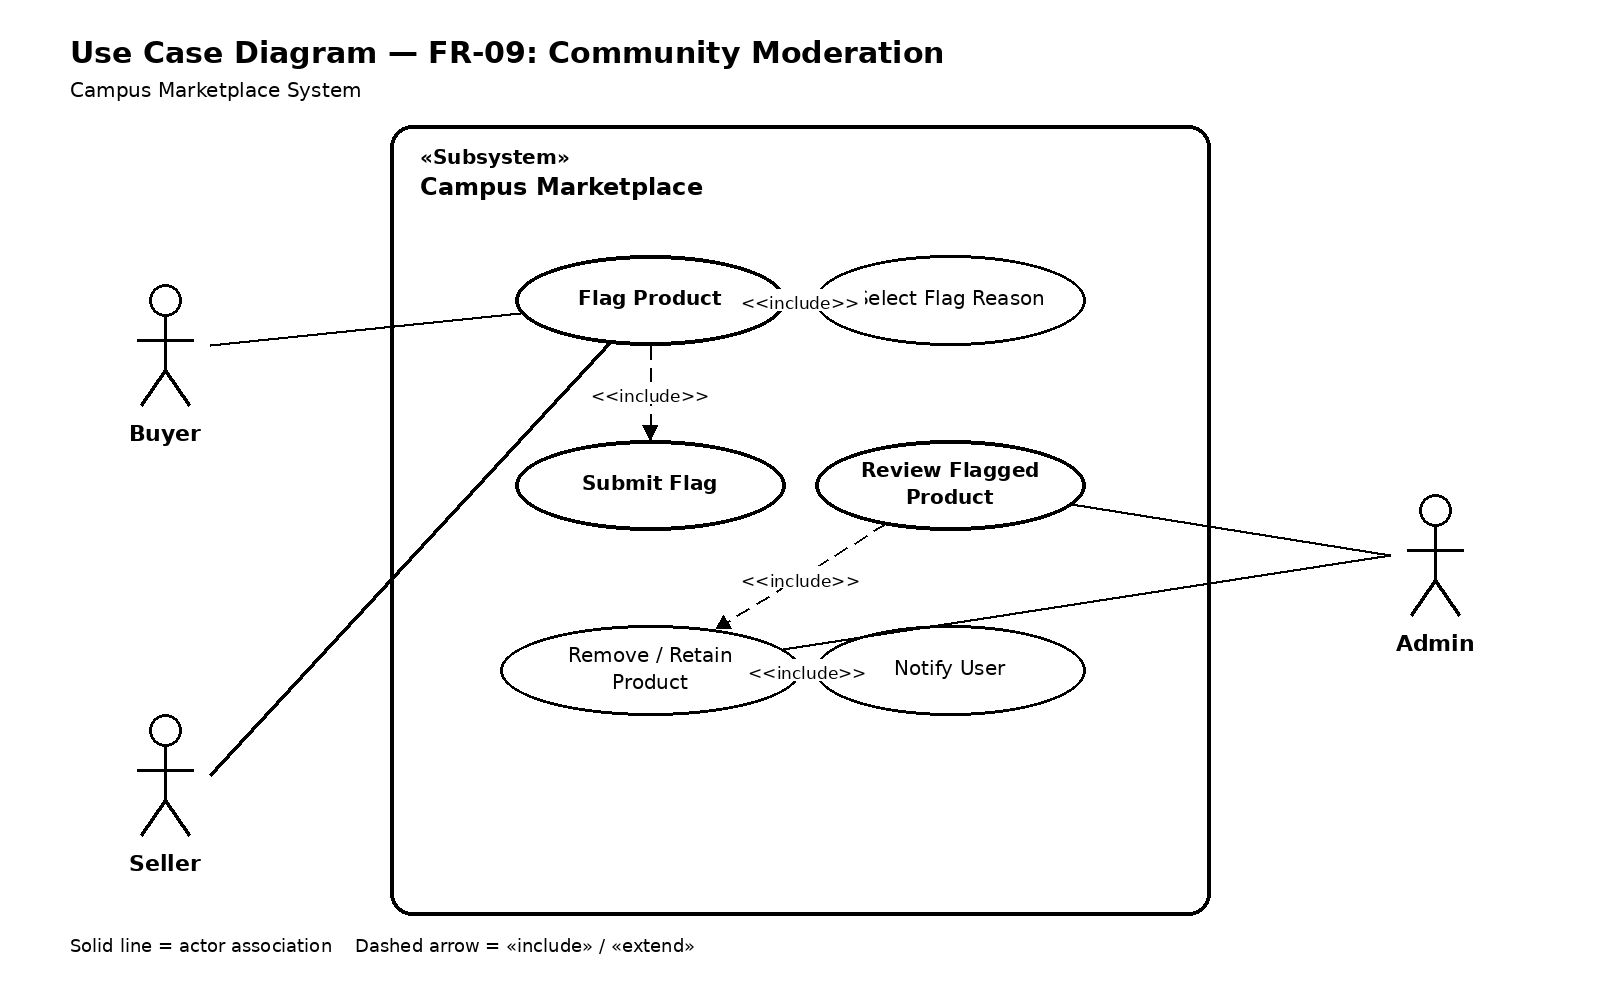 Use Case Diagram — FR-09: Community Moderation
Campus Marketplace System
«Subsystem»
Campus Marketplace
Flag Product
<<include>>
Select Flag Reason
<<include>>
Buyer
Submit Flag
Review Flagged
Product
<<include>>
Admin
Remove / Retain
Product
<<include>>
Notify User
Seller
Solid line = actor association    Dashed arrow = «include» / «extend»